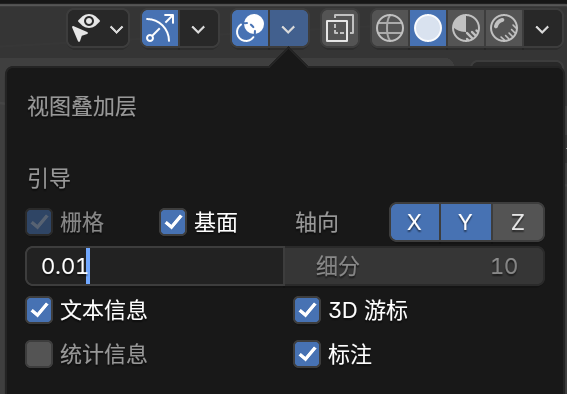 视图叠加层
引导
栅格 基面 轴向 X Y Z
0.01 细分 10
文本信息 3D 游标
统计信息 标注